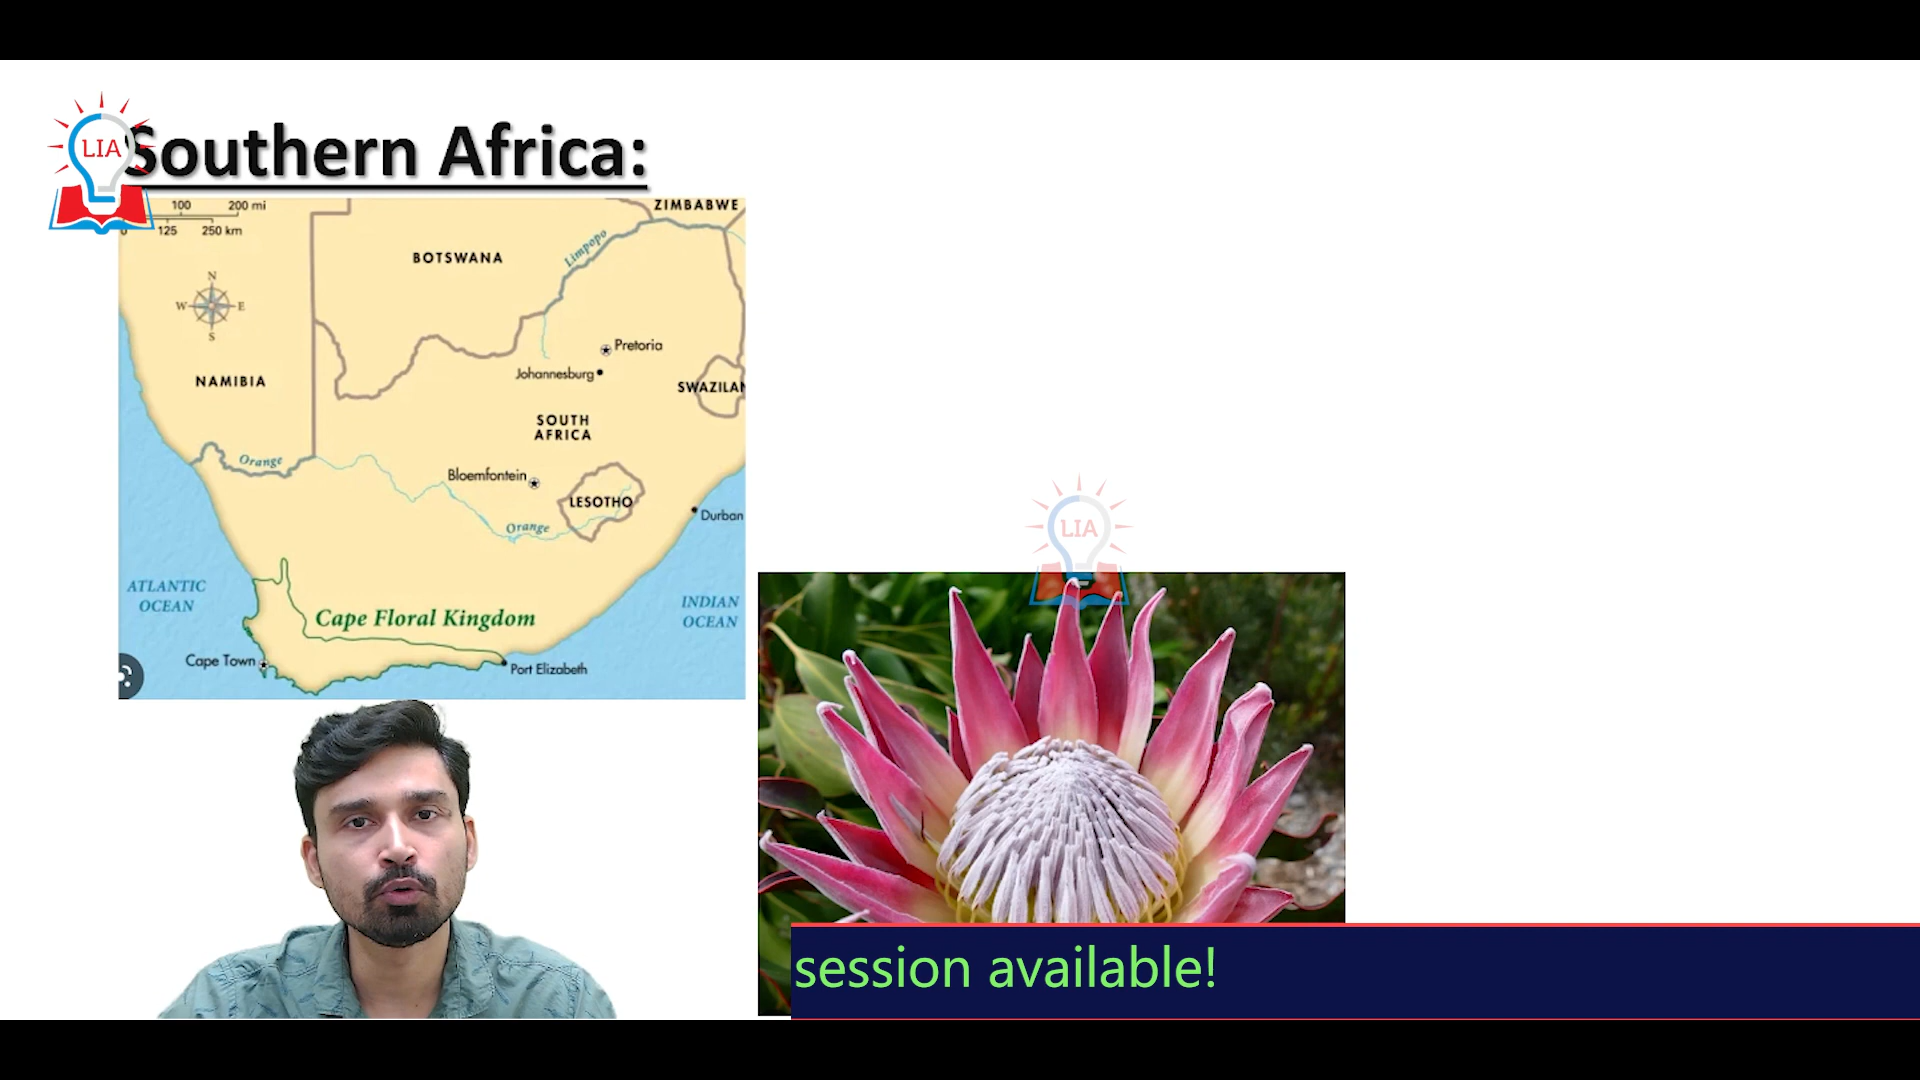 LIA
Southern Africa:
100 200 mi
0 125 250 km
ZIMBABWE
BOTSWANA
Limpopo
N
W E
S
Pretoria
Johannesburg
NAMIBIA
SWAZILAN
SOUTH
AFRICA
Orange
Bloemfontein
LESOTHO
Durban
Orange
ATLANTIC
OCEAN
INDIAN
OCEAN
Cape Floral Kingdom
Cape Town
Port Elizabeth
LIA
session available!